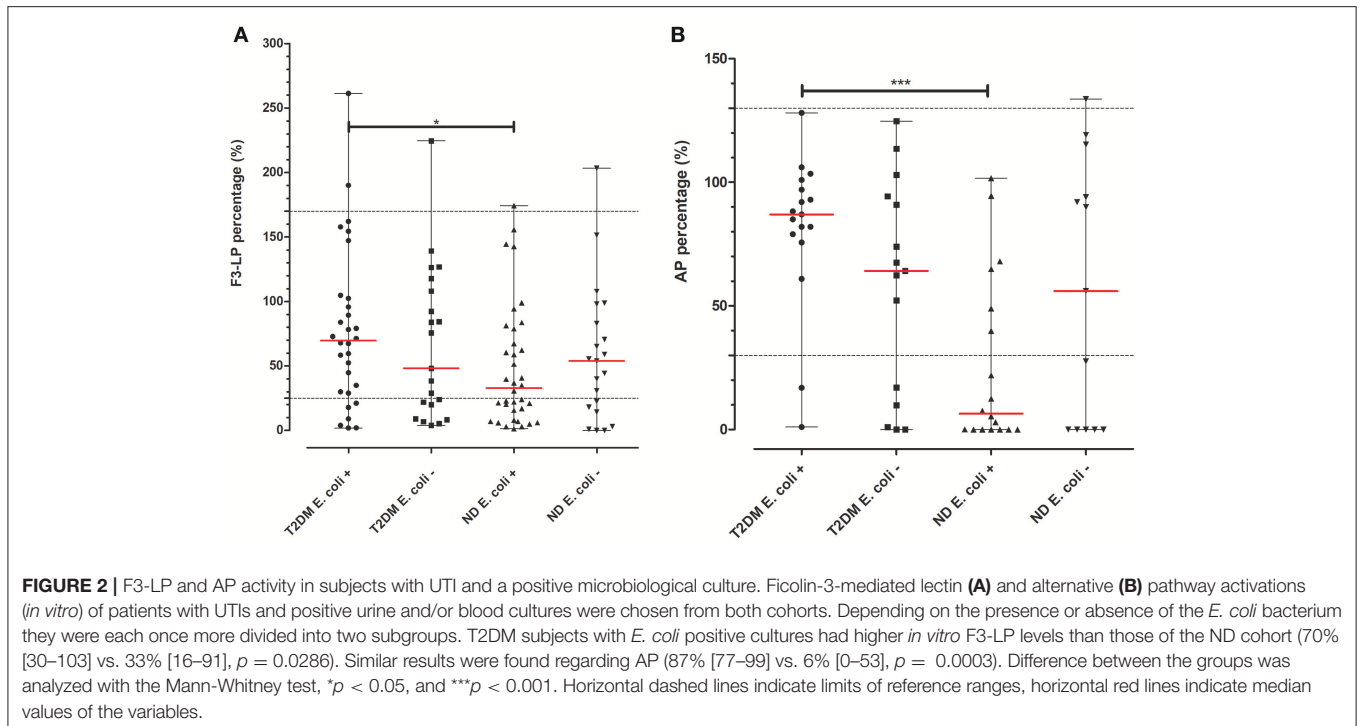 A
B
300
250
200
150
100
50
0
F3-LP percentage (%)
*
T2DM E. coli +
T2DM E. coli -
ND E. coli +
ND E. coli -
150
100
50
0
AP percentage (%)
***
T2DM E. coli +
T2DM E. coli -
ND E. coli +
ND E. coli -
FIGURE 2 | F3-LP and AP activity in subjects with UTI and a positive microbiological culture. Ficolin-3-mediated lectin (A) and alternative (B) pathway activations
(in vitro) of patients with UTIs and positive urine and/or blood cultures were chosen from both cohorts. Depending on the presence or absence of the E. coli bacterium
they were each once more divided into two subgroups. T2DM subjects with E. coli positive cultures had higher in vitro F3-LP levels than those of the ND cohort (70%
[30–103] vs. 33% [16–91], p = 0.0286). Similar results were found regarding AP (87% [77–99] vs. 6% [0–53], p = 0.0003). Difference between the groups was
analyzed with the Mann-Whitney test, *p < 0.05, and ***p < 0.001. Horizontal dashed lines indicate limits of reference ranges, horizontal red lines indicate median
values of the variables.